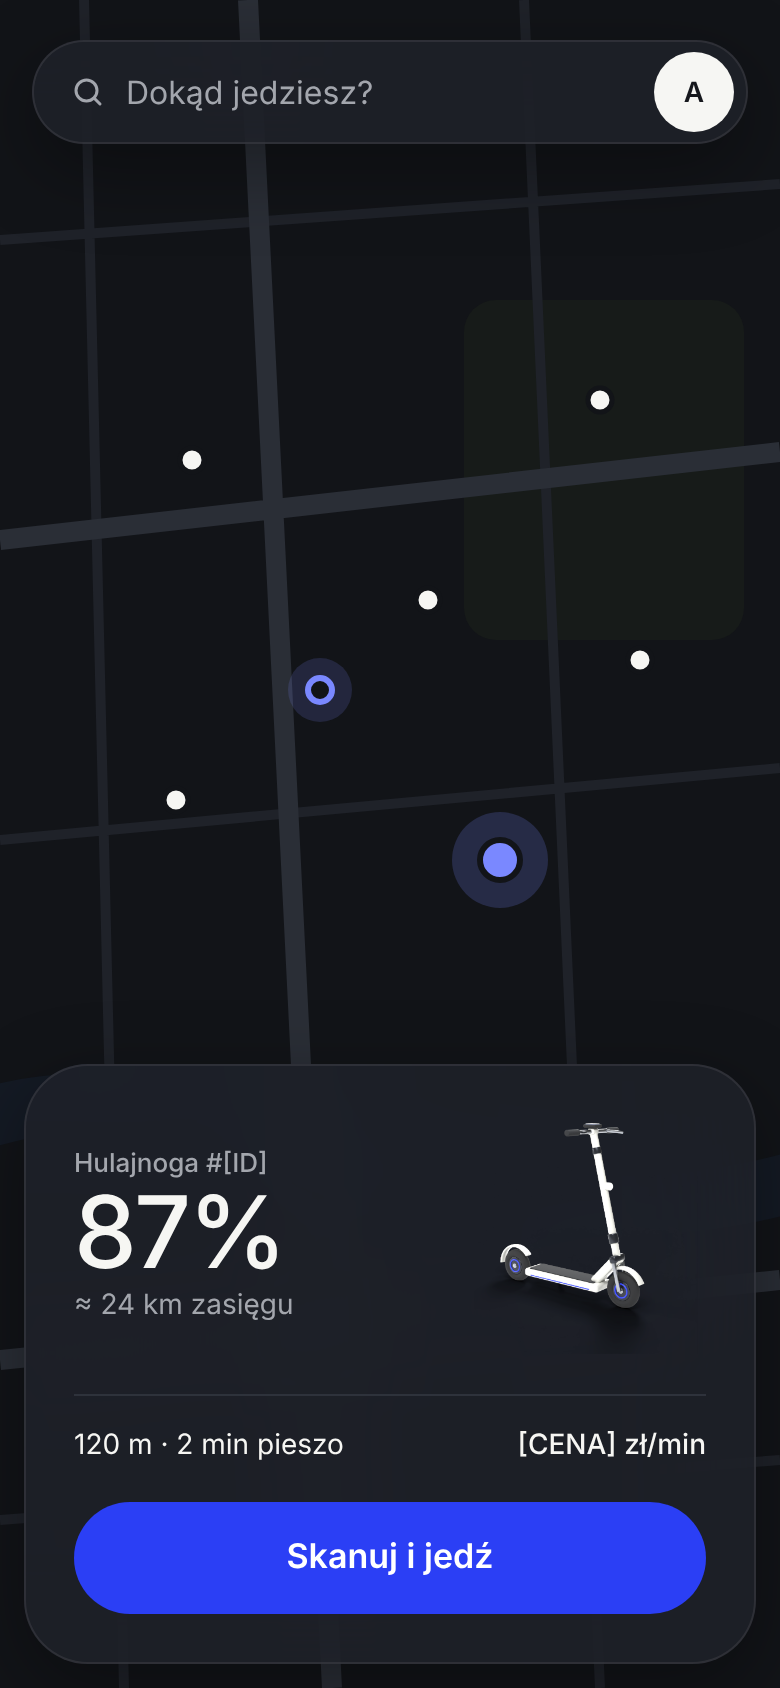 Dokąd jedziesz?
A
Hulajnoga #[ID]
87%
≈ 24 km zasięgu
120 m · 2 min pieszo
[CENA] zł/min
Skanuj i jedź